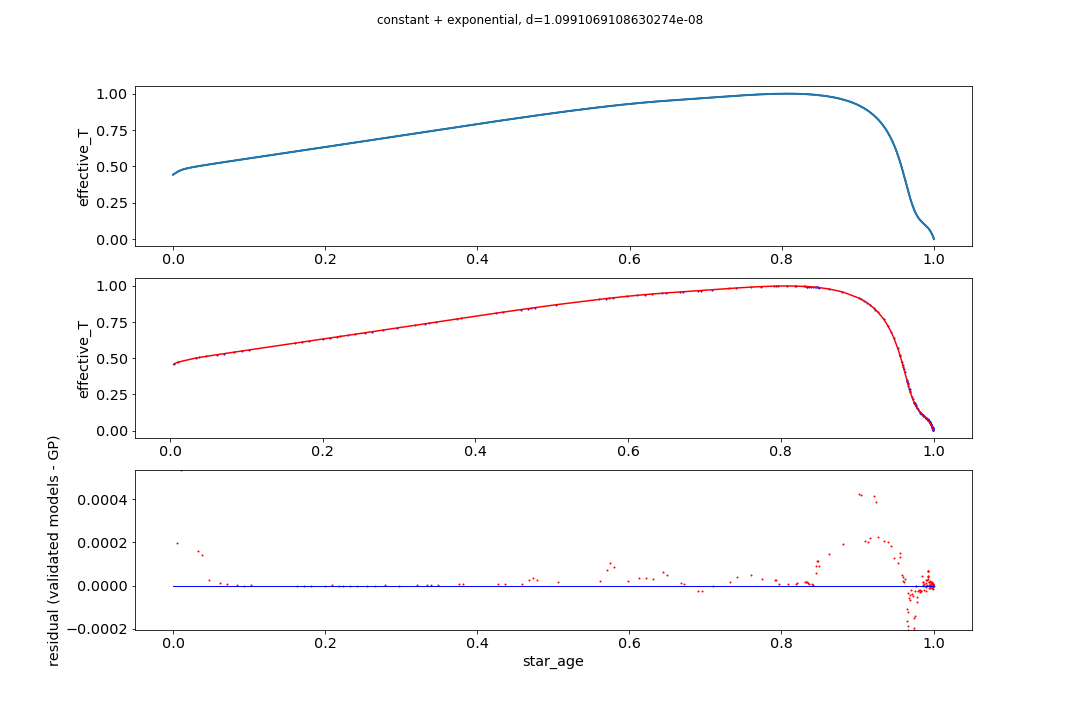 constant + exponential, d=1.0991069108630274e-08
effective_T
1.00
0.75
0.50
0.25
0.00
0.0 0.2 0.4 0.6 0.8 1.0
effective_T
1.00
0.75
0.50
0.25
0.00
0.0 0.2 0.4 0.6 0.8 1.0
residual (validated models - GP)
0.0004
0.0002
0.0000
−0.0002
0.0 0.2 0.4 0.6 0.8 1.0
star_age